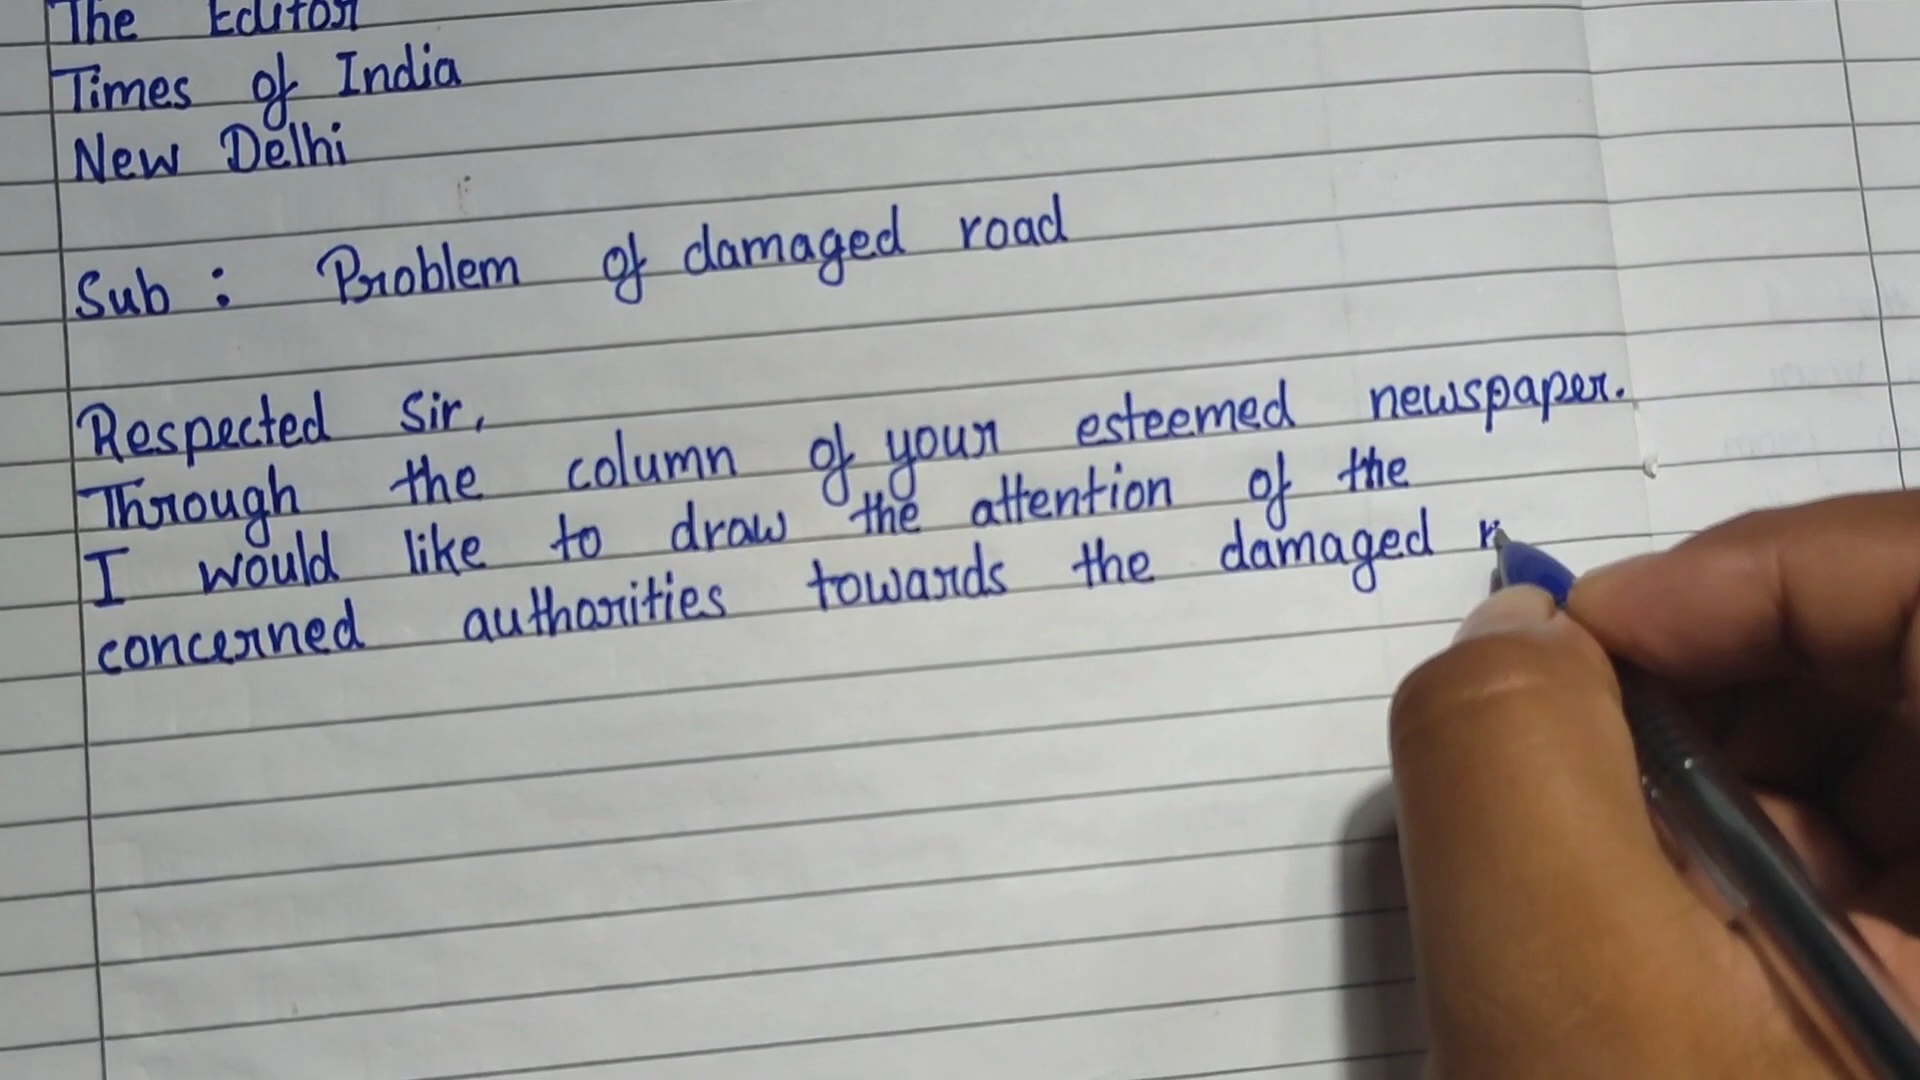 The Editor
Times of India
New Delhi
Sub : Problem of damaged road
Respected Sir,
Through the column of your esteemed newspaper.
I would like to draw the attention of the
concerned authorities towards the damaged r